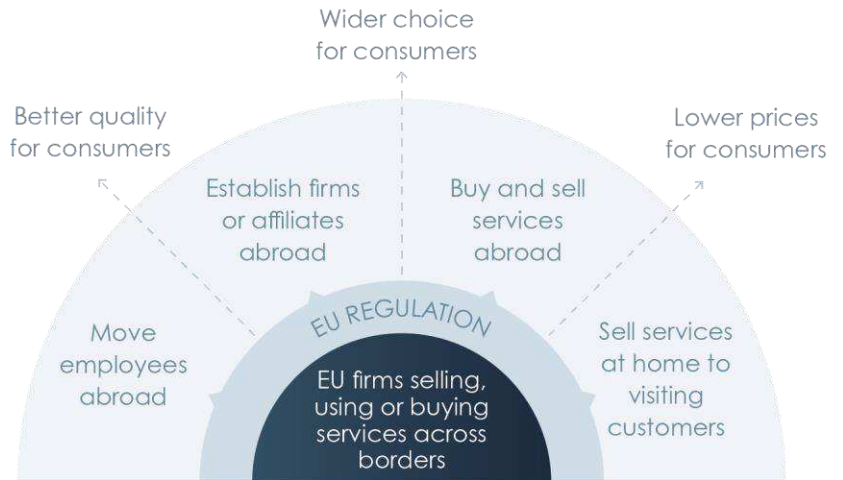 Wider choice
for consumers
Better quality
for consumers
Lower prices
for consumers
Establish firms
or affiliates
abroad
Buy and sell
services
abroad
Move
employees
abroad
Sell services
at home to
visiting
customers
EU REGULATION
EU firms selling,
using or buying
services across
borders